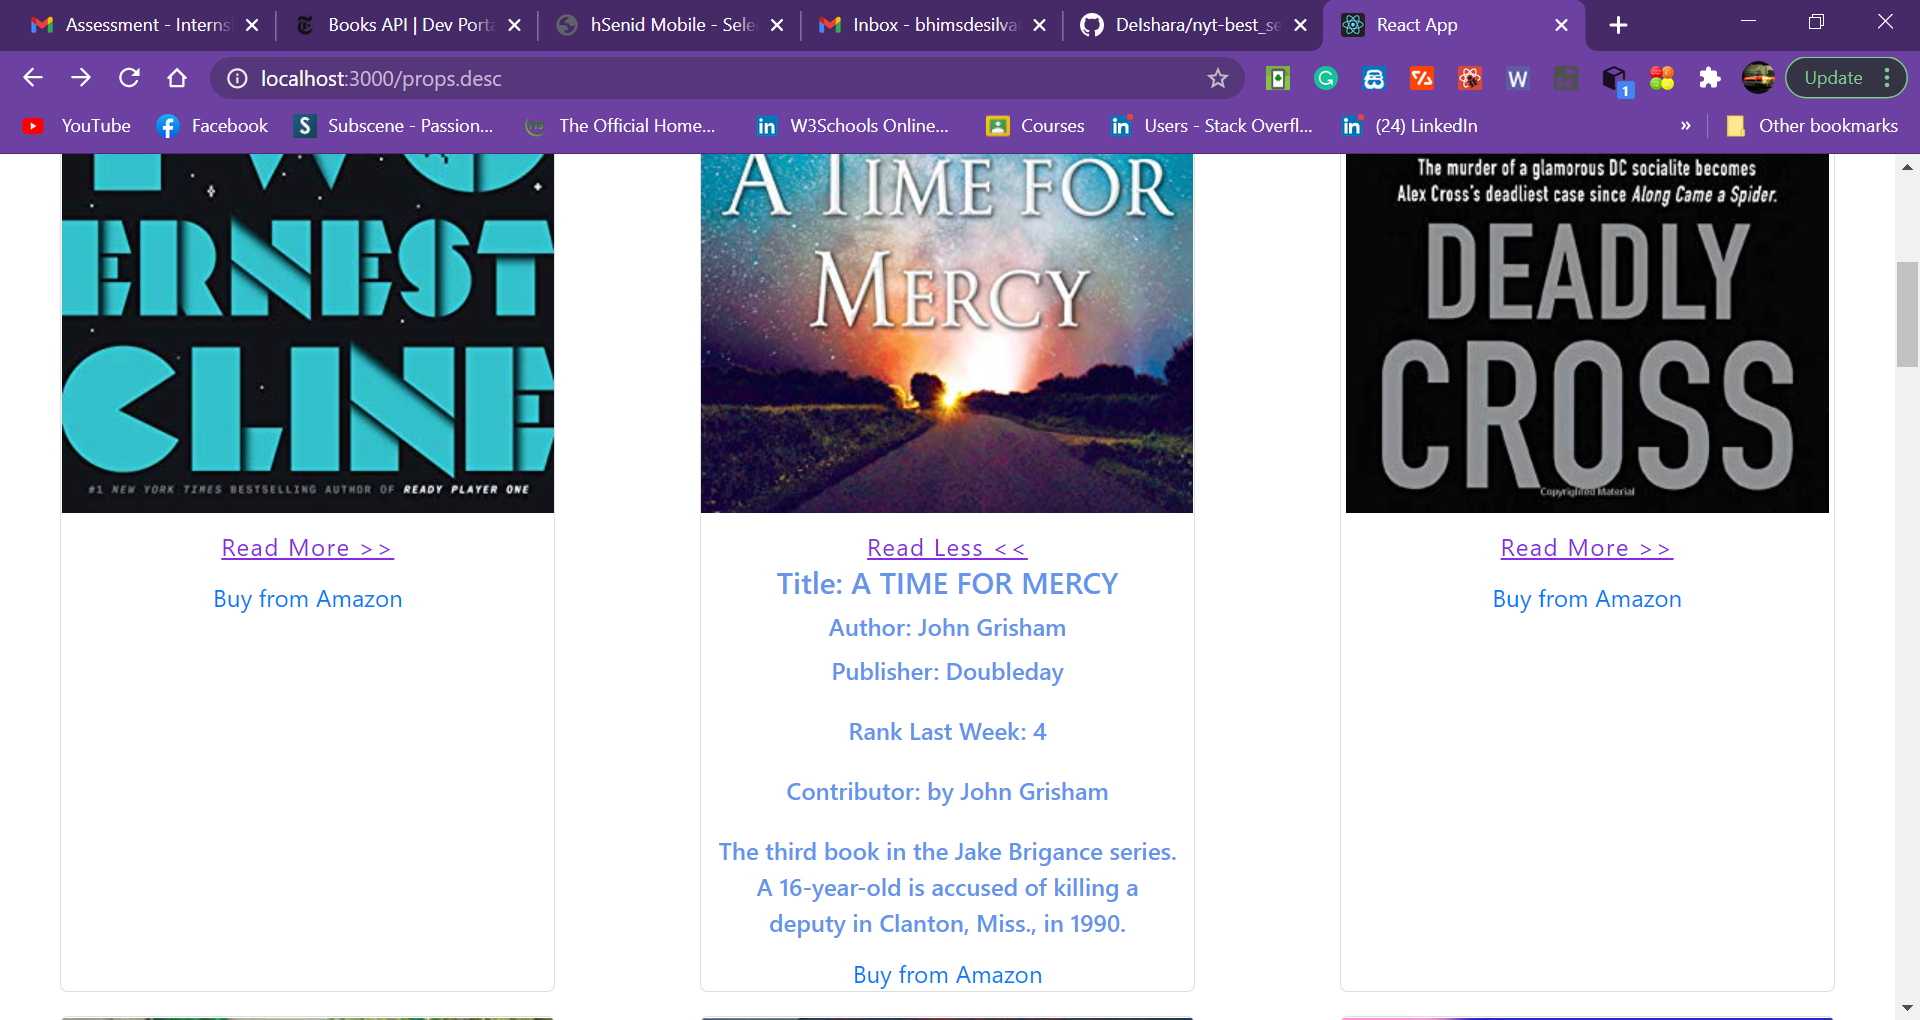 Assessment - Interns
Books API | Dev Porta
hSenid Mobile - Sele
Inbox - bhimsdesilva
Delshara/nyt-best_se
React App
localhost:3000/props.desc
1
Update
YouTube
Facebook
Subscene - Passion...
The Official Home...
W3Schools Online...
Courses
Users - Stack Overfl...
(24) LinkedIn
»
Other bookmarks
ERNEST
CLINE
#1 NEW YORK TIMES BESTSELLING AUTHOR OF READY PLAYER ONE
Read More >>
Buy from Amazon
A TIME FOR
MERCY
Read Less <<
Title: A TIME FOR MERCY
Author: John Grisham
Publisher: Doubleday
Rank Last Week: 4
Contributor: by John Grisham
The third book in the Jake Brigance series.
A 16-year-old is accused of killing a
deputy in Clanton, Miss., in 1990.
Buy from Amazon
The murder of a glamorous DC socialite becomes
Alex Cross's deadliest case since Along Came a Spider.
DEADLY
CROSS
Copyrighted Material
Read More >>
Buy from Amazon